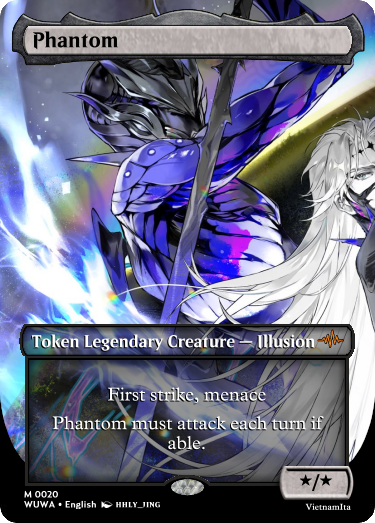 Phantom
Token Legendary Creature — Illusion
First strike, menace
Phantom must attack each turn if
able.
★/★
M 0020
WUWA • English HHLY_JING
VietnamIta